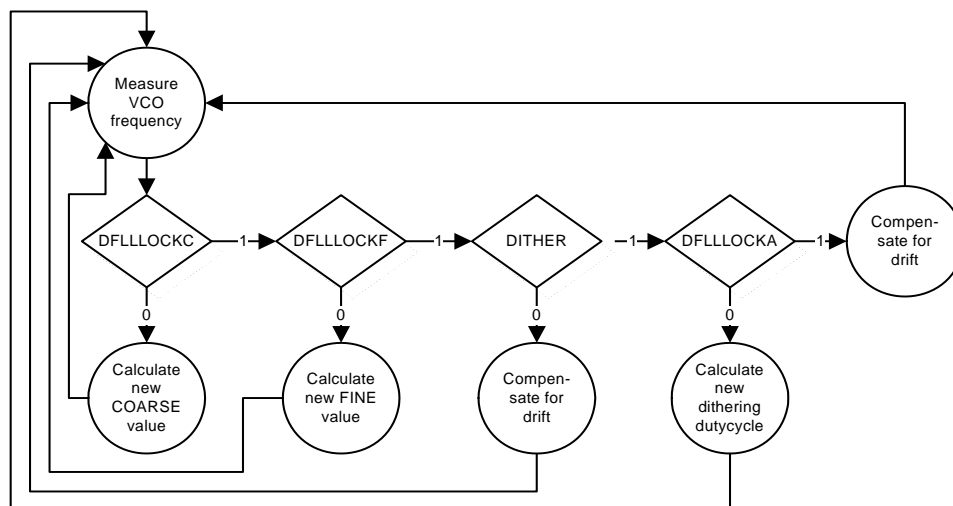 Measure
VCO
frequency
DFLLLOCKC
1
DFLLLOCKF
1
DITHER
1
DFLLLOCKA
1
Compen-
sate for
drift
0
0
0
0
Calculate
new
COARSE
value
Calculate
new FINE
value
Compen-
sate for
drift
Calculate
new
dithering
dutycycle